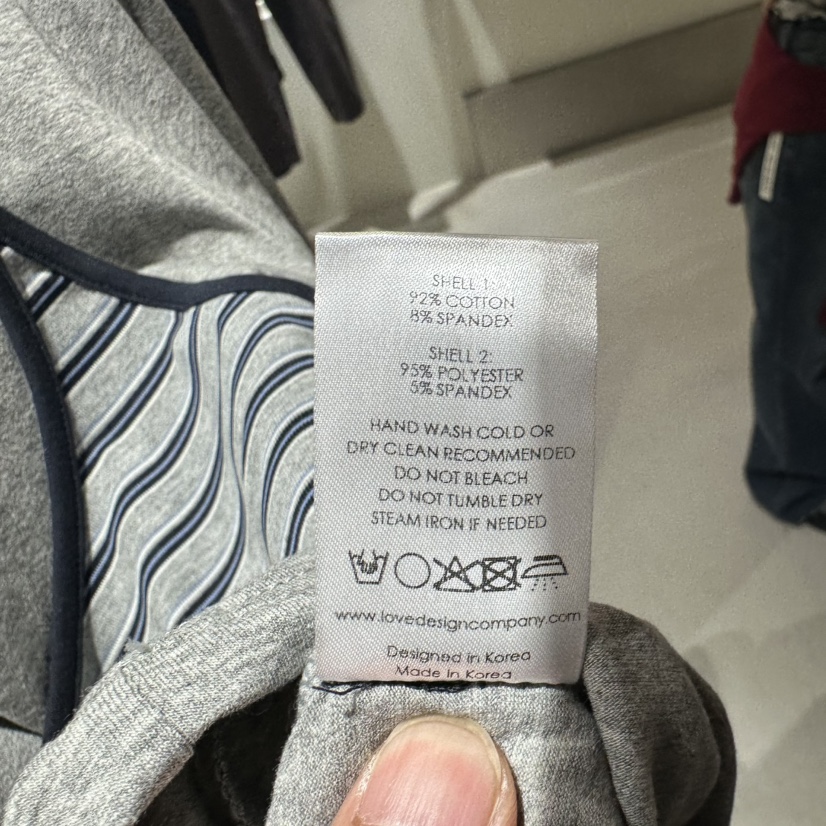 SHELL 1:
92% COTTON
8% SPANDEX
SHELL 2:
95% POLYESTER
5% SPANDEX
HAND WASH COLD OR
DRY CLEAN RECOMMENDED
DO NOT BLEACH
DO NOT TUMBLE DRY
STEAM IRON IF NEEDED
www.lovedesigncompany.com
Designed in Korea
Made in Korea